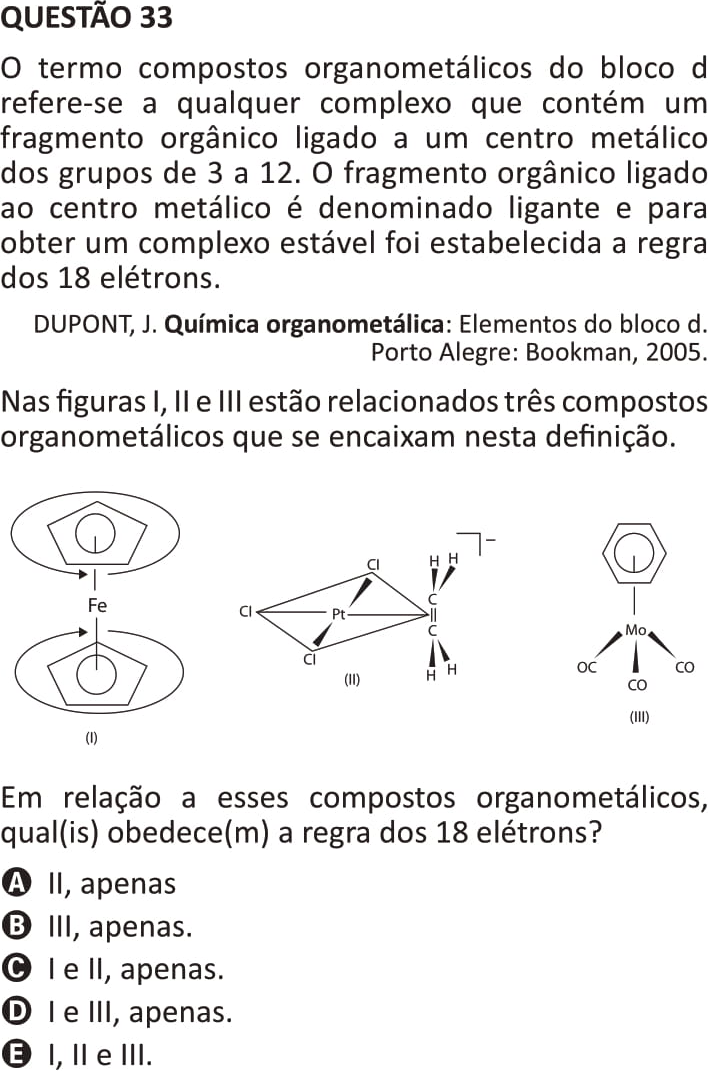 QUESTÃO 33
O termo compostos organometálicos do bloco d
refere-se a qualquer complexo que contém um
fragmento orgânico ligado a um centro metálico
dos grupos de 3 a 12. O fragmento orgânico ligado
ao centro metálico é denominado ligante e para
obter um complexo estável foi estabelecida a regra
dos 18 elétrons.
DUPONT, J. Química organometálica: Elementos do bloco d.
Porto Alegre: Bookman, 2005.
Nas figuras I, II e III estão relacionados três compostos
organometálicos que se encaixam nesta definição.
Fe
(I)
Cl
Cl
Pt
Cl
H H
C
C
H H
−
(II)
Mo
OC
CO
CO
(III)
Em relação a esses compostos organometálicos,
qual(is) obedece(m) a regra dos 18 elétrons?
A II, apenas
B III, apenas.
C I e II, apenas.
D I e III, apenas.
E I, II e III.